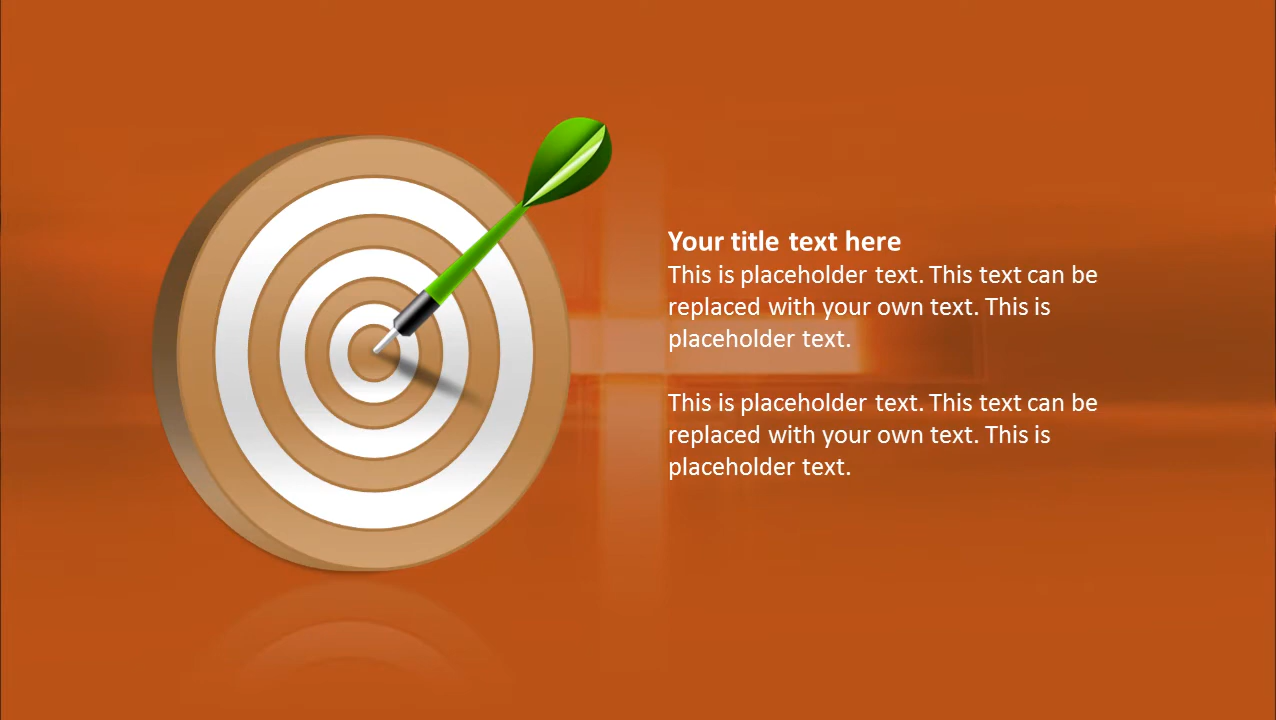 Your title text here
This is placeholder text. This text can be
replaced with your own text. This is
placeholder text.
This is placeholder text. This text can be
replaced with your own text. This is
placeholder text.